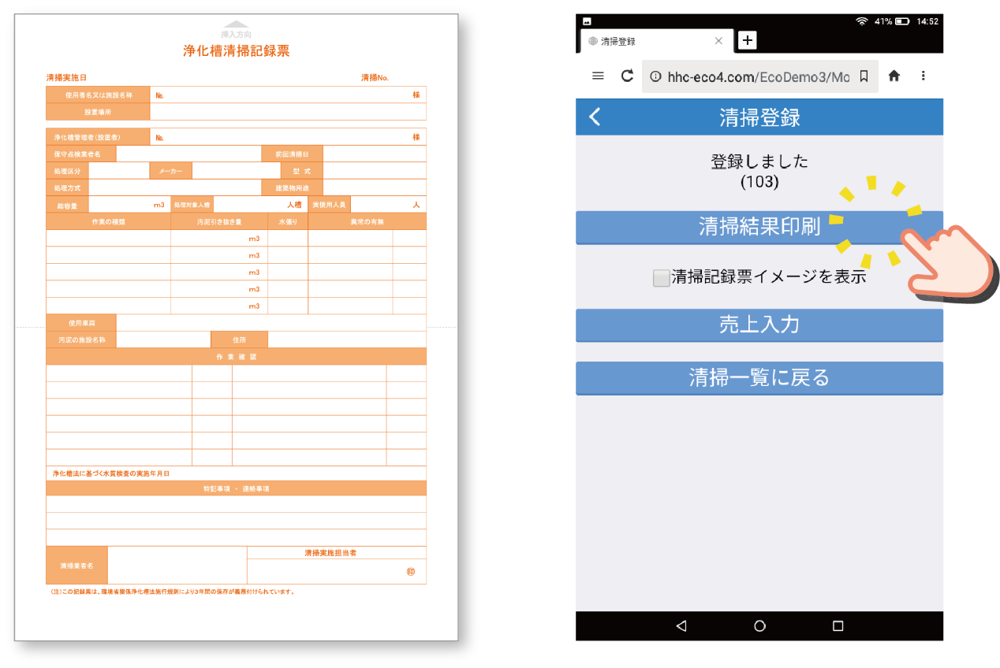 挿入方向
浄化槽清掃記録票
清掃実施日 清掃No.
使用者名又は施設名称 No. 様
設置場所
浄化槽管理者(設置者) No. 様
保守点検業者名 前回清掃日
処理区分 メーカー 型 式
処理方式 建築物用途
総容量 m3 処理対象人槽 人槽 実使用人員 人
作業の種類 汚泥引き抜き量 水張り 異常の有無
m3
m3
m3
m3
m3
使用車両
汚泥の施設名称 住所
作 業 確 認
浄化槽法に基づく水質検査の実施年月日
特記事項 ・ 連絡事項
清掃業者名 清掃実施担当者
印
(注)この記録票は、環境省関係浄化槽法施行規則により3年間の保存が義務付けられています。
41% 14:52
清掃登録
hhc-eco4.com/EcoDemo3/Mo
清掃登録
登録しました
(103)
清掃結果印刷
清掃記録票イメージを表示
売上入力
清掃一覧に戻る